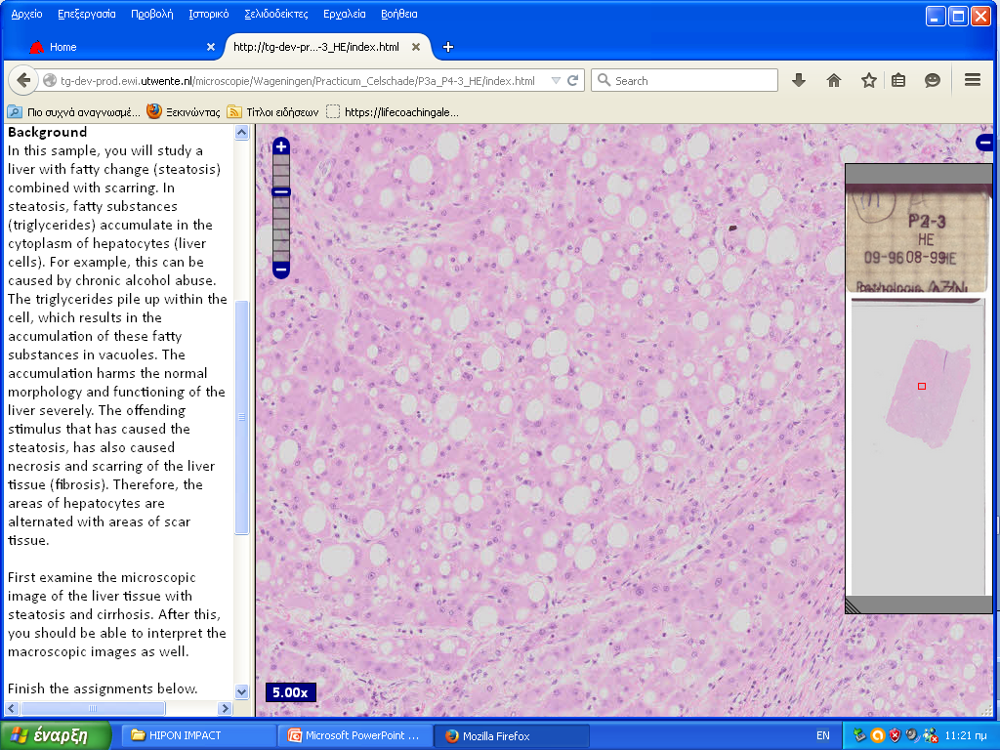 Αρχείο Επεξεργασία Προβολή Ιστορικό Σελιδοδείκτες Εργαλεία Βοήθεια
Home http://tg-dev-pr...-3_HE/index.html
tg-dev-prod.ewi.utwente.nl/microscopie/Wageningen/Practicum_Celschade/P3a_P4-3_HE/index.html Search
Πιο συχνά αναγνωσμέ... Ξεκινώντας Τίτλοι ειδήσεων https://lifecoachingale...
Background
In this sample, you will study a
liver with fatty change (steatosis)
combined with scarring. In
steatosis, fatty substances
(triglycerides) accumulate in the
cytoplasm of hepatocytes (liver
cells). For example, this can be
caused by chronic alcohol abuse.
The triglycerides pile up within the
cell, which results in the
accumulation of these fatty
substances in vacuoles. The
accumulation harms the normal
morphology and functioning of the
liver severely. The offending
stimulus that has caused the
steatosis, has also caused
necrosis and scarring of the liver
tissue (fibrosis). Therefore, the
areas of hepatocytes are
alternated with areas of scar
tissue.
First examine the microscopic
image of the liver tissue with
steatosis and cirrhosis. After this,
you should be able to interpret the
macroscopic images as well.
Finish the assignments below.
P2-3
HE
09-96 08-99 HE
5.00x
έναρξη HIPON IMPACT Microsoft PowerPoint ... Mozilla Firefox EN 11:21 πμ